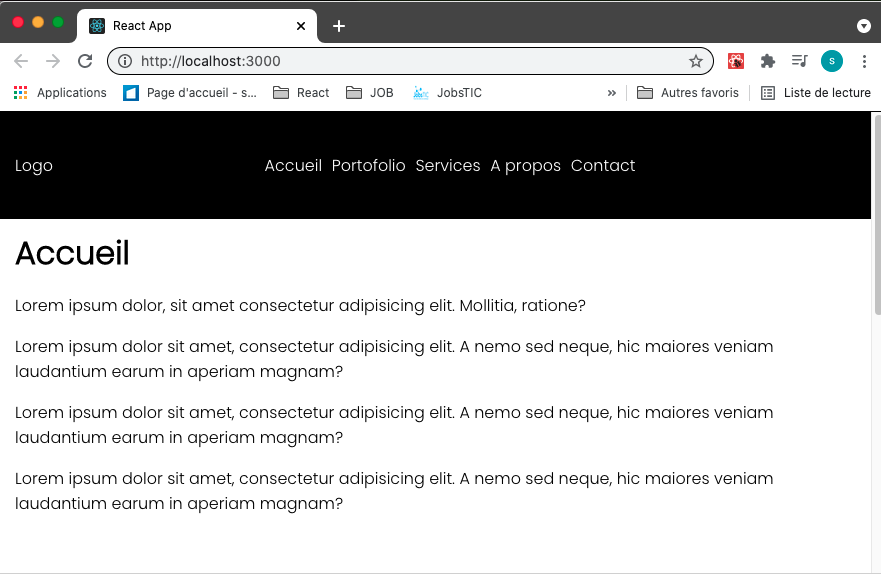 React App
http://localhost:3000
s
Applications Page d'accueil - s... React JOB JobsTIC » Autres favoris Liste de lecture
Logo Accueil Portofolio Services A propos Contact
Accueil
Lorem ipsum dolor, sit amet consectetur adipisicing elit. Mollitia, ratione?
Lorem ipsum dolor sit amet, consectetur adipisicing elit. A nemo sed neque, hic maiores veniam
laudantium earum in aperiam magnam?
Lorem ipsum dolor sit amet, consectetur adipisicing elit. A nemo sed neque, hic maiores veniam
laudantium earum in aperiam magnam?
Lorem ipsum dolor sit amet, consectetur adipisicing elit. A nemo sed neque, hic maiores veniam
laudantium earum in aperiam magnam?